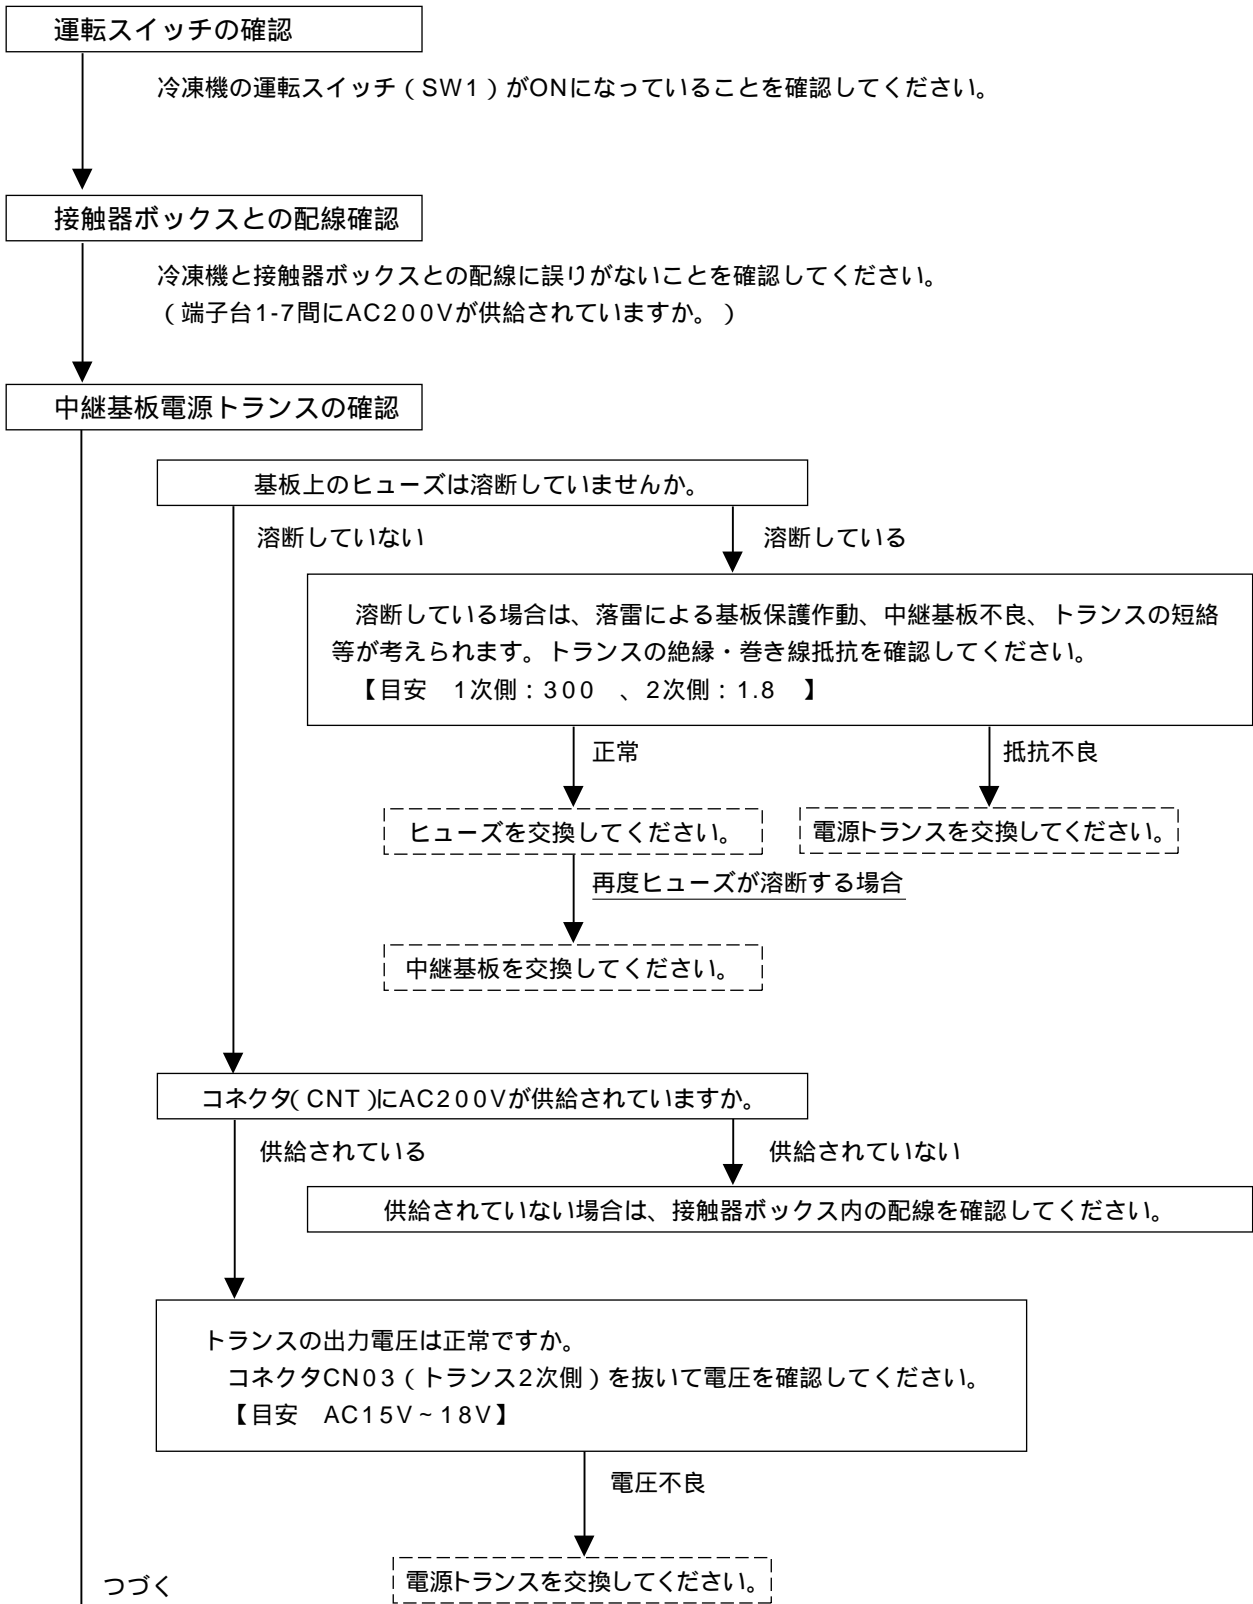 運転スイッチの確認
冷凍機の運転スイッチ（SW1）がONになっていることを確認してください。
接触器ボックスとの配線確認
冷凍機と接触器ボックスとの配線に誤りがないことを確認してください。
（端子台1-7間にAC200Vが供給されていますか。）
中継基板電源トランスの確認
基板上のヒューズは溶断していませんか。
溶断していない
溶断している
溶断している場合は、落雷による基板保護作動、中継基板不良、トランスの短絡
等が考えられます。トランスの絶縁・巻き線抵抗を確認してください。
【目安　1次側：300　、2次側：1.8　】
正常
抵抗不良
ヒューズを交換してください。
電源トランスを交換してください。
再度ヒューズが溶断する場合
中継基板を交換してください。
コネクタ(CNT)にAC200Vが供給されていますか。
供給されている
供給されていない
供給されていない場合は、接触器ボックス内の配線を確認してください。
トランスの出力電圧は正常ですか。
コネクタCN03（トランス2次側）を抜いて電圧を確認してください。
【目安　AC15V～18V】
電圧不良
つづく
電源トランスを交換してください。